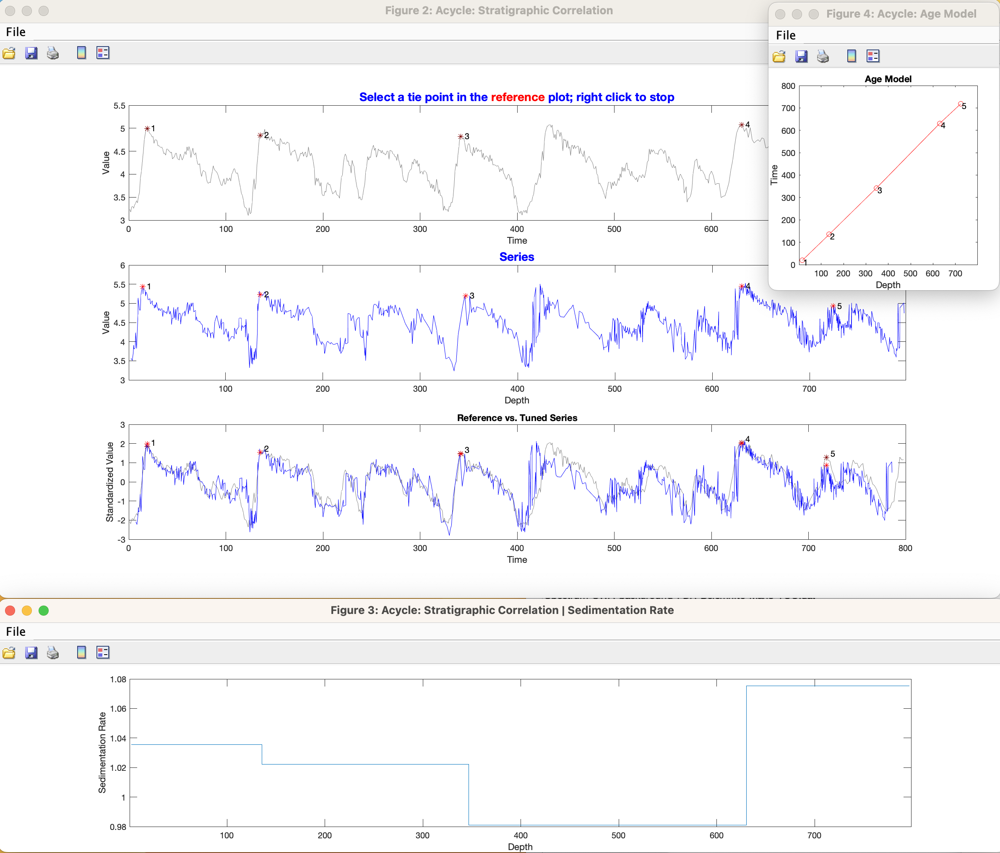 Figure 2: Acycle: Stratigraphic Correlation
File
Select a tie point in the reference plot; right click to stop
5.5
5
4.5
4
3.5
3
Value
1
2
3
4
0 100 200 300 400 500 600
Time
Series
6
5.5
5
4.5
4
3.5
3
Value
1
2
3
4
5
100 200 300 400 500 600 700
Depth
Reference vs. Tuned Series
3
2
1
0
-1
-2
-3
Standardized Value
1
2
3
4
5
0 100 200 300 400 500 600 700 800
Time
Figure 4: Acycle: Age Model
File
Age Model
800
700
600
500
400
300
200
100
0
Time
1
2
3
4
5
100 200 300 400 500 600 700
Depth
Figure 3: Acycle: Stratigraphic Correlation | Sedimentation Rate
File
1.08
1.06
1.04
1.02
1
0.98
Sedimentation Rate
100 200 300 400 500 600 700
Depth